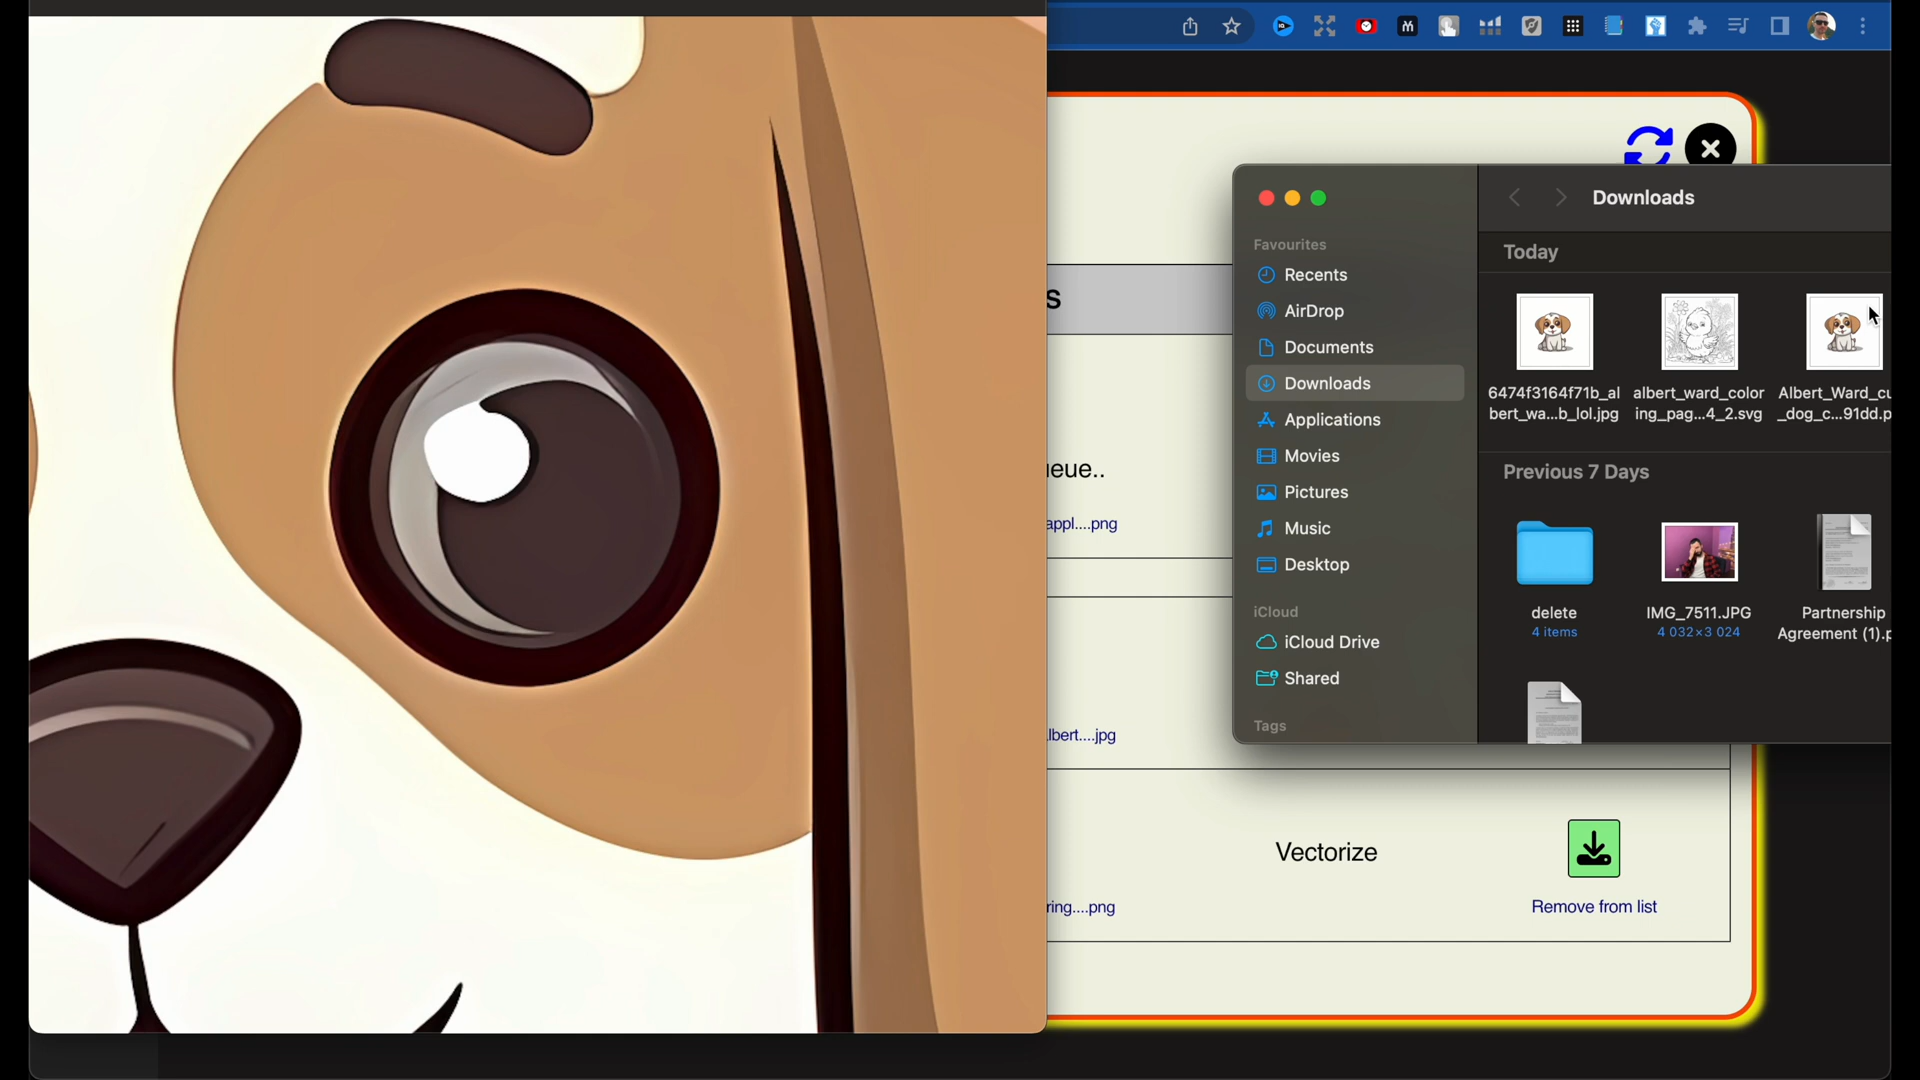 Downloads
Favourites
Recents
AirDrop
Documents
Downloads
Applications
Movies
Pictures
Music
Desktop
iCloud
iCloud Drive
Shared
Tags
Today
6474f3164f71b_al
bert_wa...b_lol.jpg
albert_ward_color
ing_pag...4_2.svg
Albert_Ward_cu
_dog_c...91dd.p
Previous 7 Days
delete
4 items
IMG_7511.JPG
4 032×3 024
Partnership
Agreement (1).p
s
ieue..
appl....png
lbert....jpg
Vectorize
ring....png
Remove from list